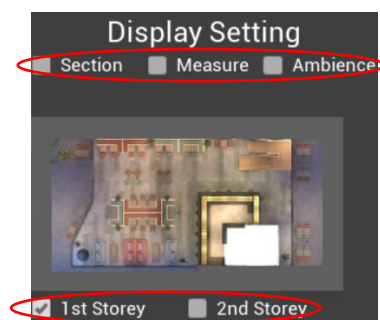 Display Setting
Section Measure Ambience
1st Storey 2nd Storey